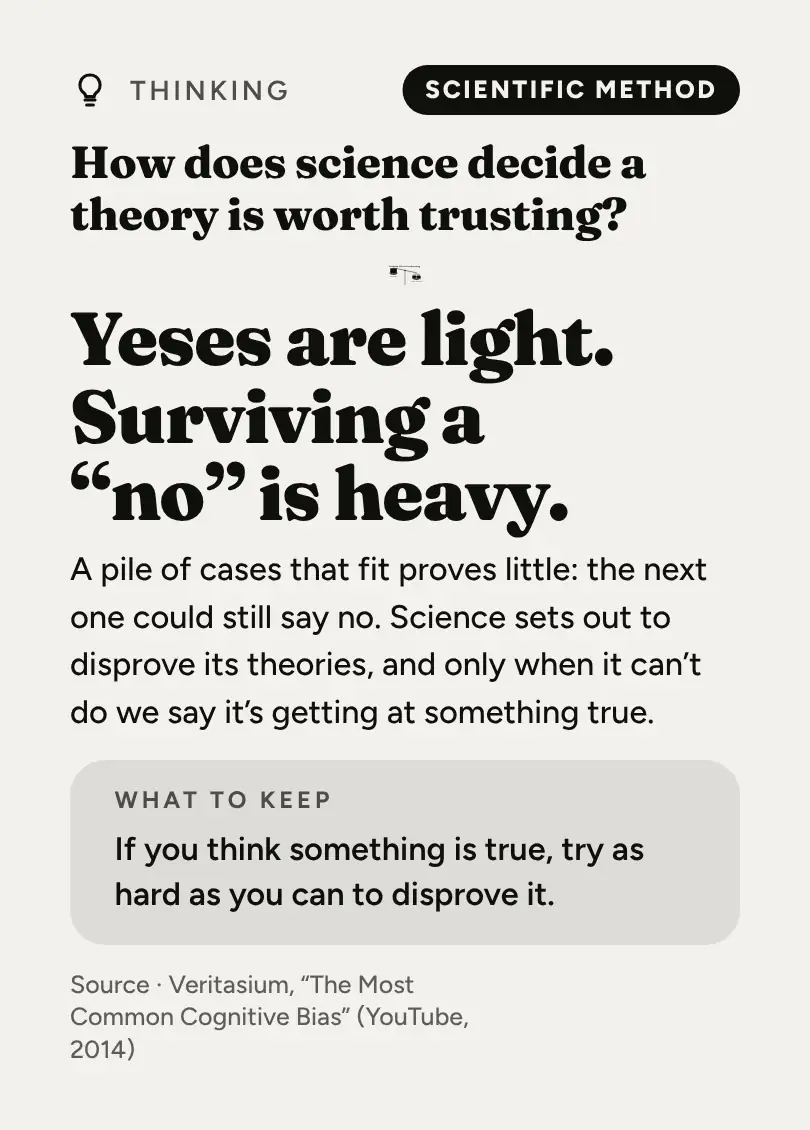 THINKING
SCIENTIFIC METHOD
How does science decide a
theory is worth trusting?
Yeses are light.
Surviving a
“no” is heavy.
A pile of cases that fit proves little: the next
one could still say no. Science sets out to
disprove its theories, and only when it can’t
do we say it’s getting at something true.
WHAT TO KEEP
If you think something is true, try as
hard as you can to disprove it.
Source · Veritasium, “The Most
Common Cognitive Bias” (YouTube,
2014)